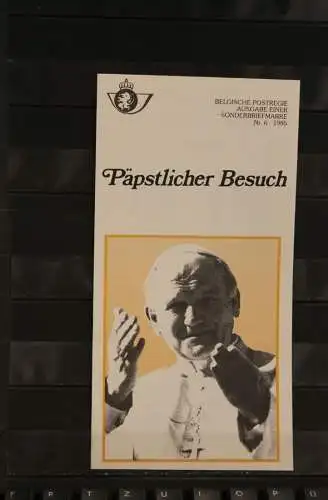 BELGISCHE POSTREGIE
AUSGABE EINER
SONDERBRIEFMARKE
Nr. 6 - 1985
Päpstlicher Besuch
E R T Z U I O P Ü